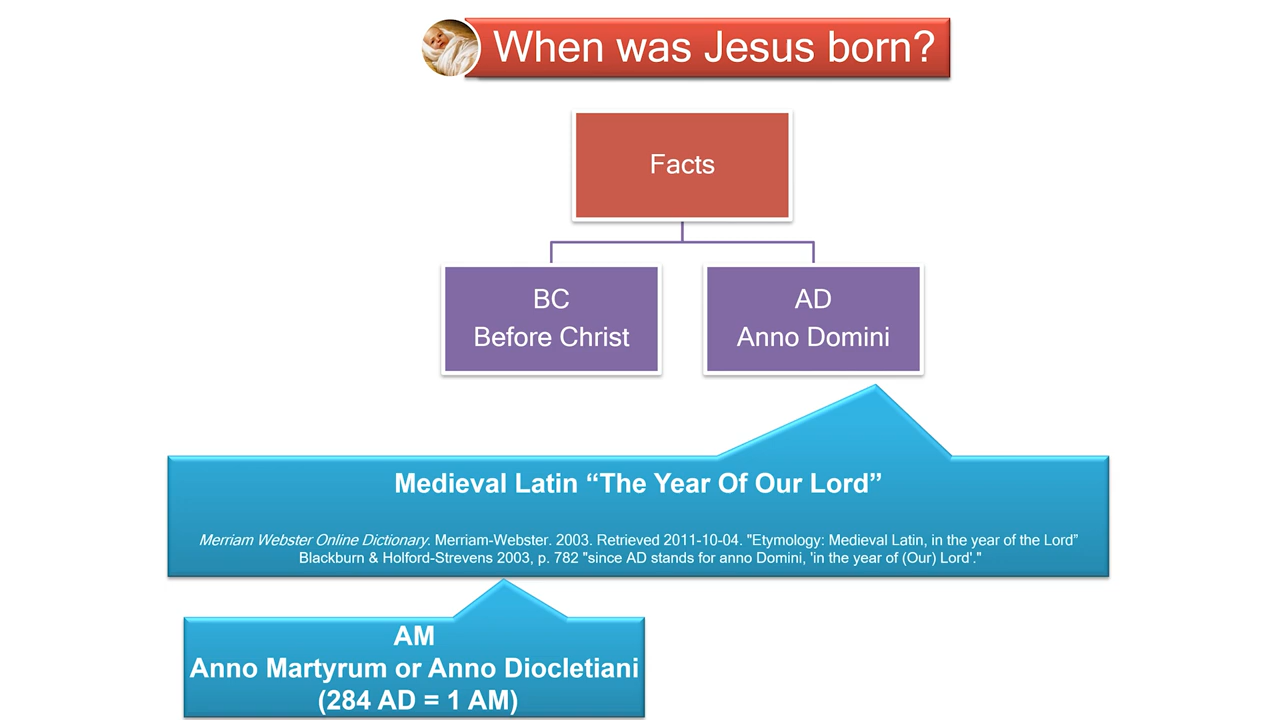 When was Jesus born?
Facts
BC
Before Christ
AD
Anno Domini
Medieval Latin “The Year Of Our Lord”
Merriam Webster Online Dictionary. Merriam-Webster. 2003. Retrieved 2011-10-04. "Etymology: Medieval Latin, in the year of the Lord”
Blackburn & Holford-Strevens 2003, p. 782 "since AD stands for anno Domini, 'in the year of (Our) Lord'."
AM
Anno Martyrum or Anno Diocletiani
(284 AD = 1 AM)